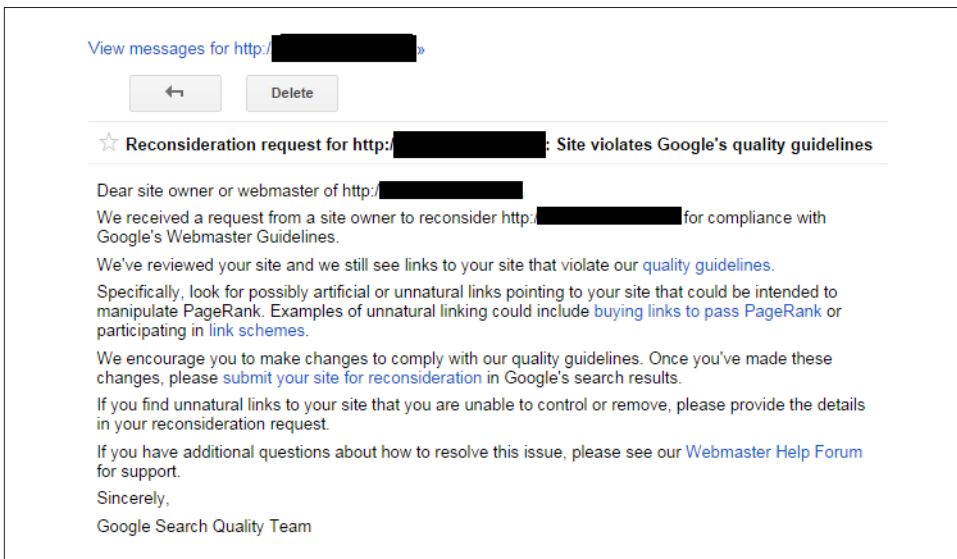 View messages for http:/ »
Delete
Reconsideration request for http:/ : Site violates Google's quality guidelines
Dear site owner or webmaster of http:/
We received a request from a site owner to reconsider http:/ for compliance with
Google's Webmaster Guidelines.
We've reviewed your site and we still see links to your site that violate our quality guidelines.
Specifically, look for possibly artificial or unnatural links pointing to your site that could be intended to
manipulate PageRank. Examples of unnatural linking could include buying links to pass PageRank or
participating in link schemes.
We encourage you to make changes to comply with our quality guidelines. Once you've made these
changes, please submit your site for reconsideration in Google's search results.
If you find unnatural links to your site that you are unable to control or remove, please provide the details
in your reconsideration request.
If you have additional questions about how to resolve this issue, please see our Webmaster Help Forum
for support.
Sincerely,
Google Search Quality Team